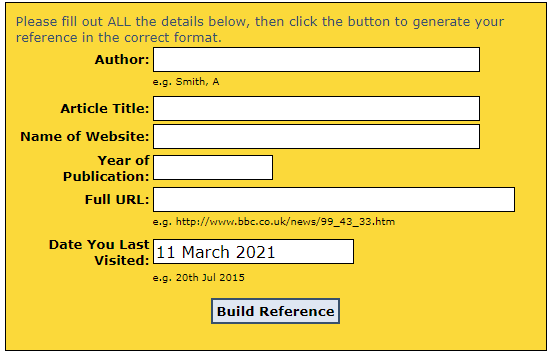 Please fill out ALL the details below, then click the button to generate your
reference in the correct format.
Author:
e.g. Smith, A
Article Title:
Name of Website:
Year of
Publication:
Full URL:
e.g. http://www.bbc.co.uk/news/99_43_33.htm
Date You Last
Visited:
11 March 2021
e.g. 20th Jul 2015
Build Reference